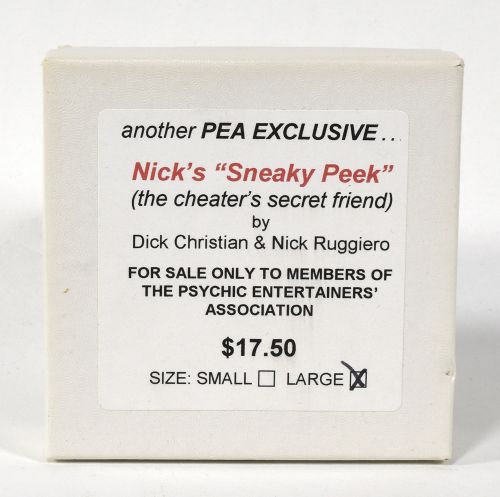 another PEA EXCLUSIVE...
Nick's "Sneaky Peek"
(the cheater's secret friend)
by
Dick Christian & Nick Ruggiero
FOR SALE ONLY TO MEMBERS OF
THE PSYCHIC ENTERTAINERS'
ASSOCIATION
$17.50
SIZE: SMALL ☐ LARGE ☒